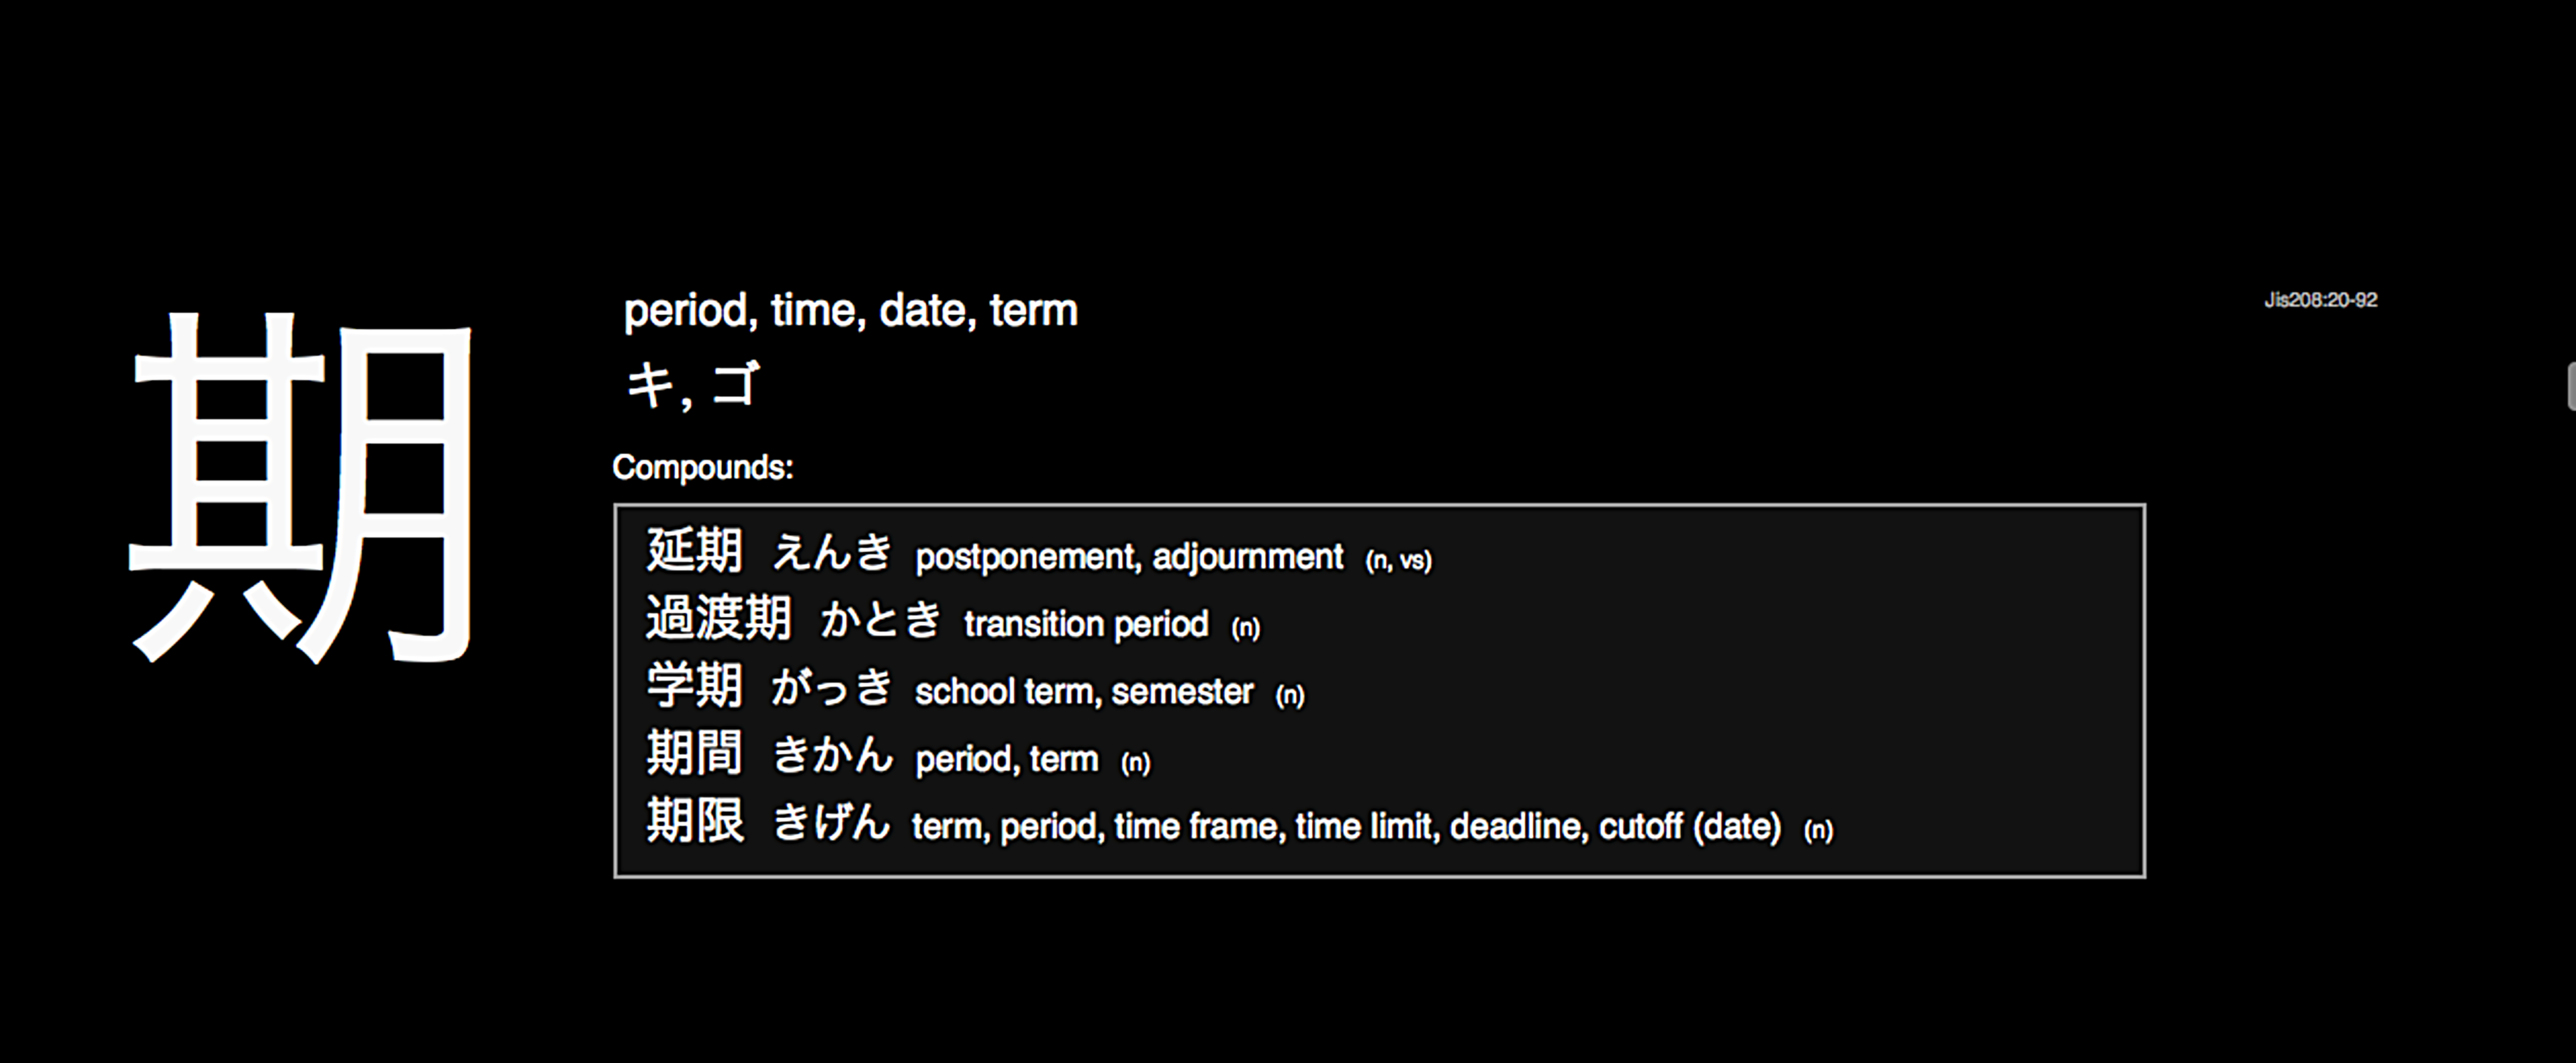 期
period, time, date, term
Jis208:20-92
キ, ゴ
Compounds:
延期 えんき postponement, adjournment (n, vs)
過渡期 かとき transition period (n)
学期 がっき school term, semester (n)
期間 きかん period, term (n)
期限 きげん term, period, time frame, time limit, deadline, cutoff (date) (n)